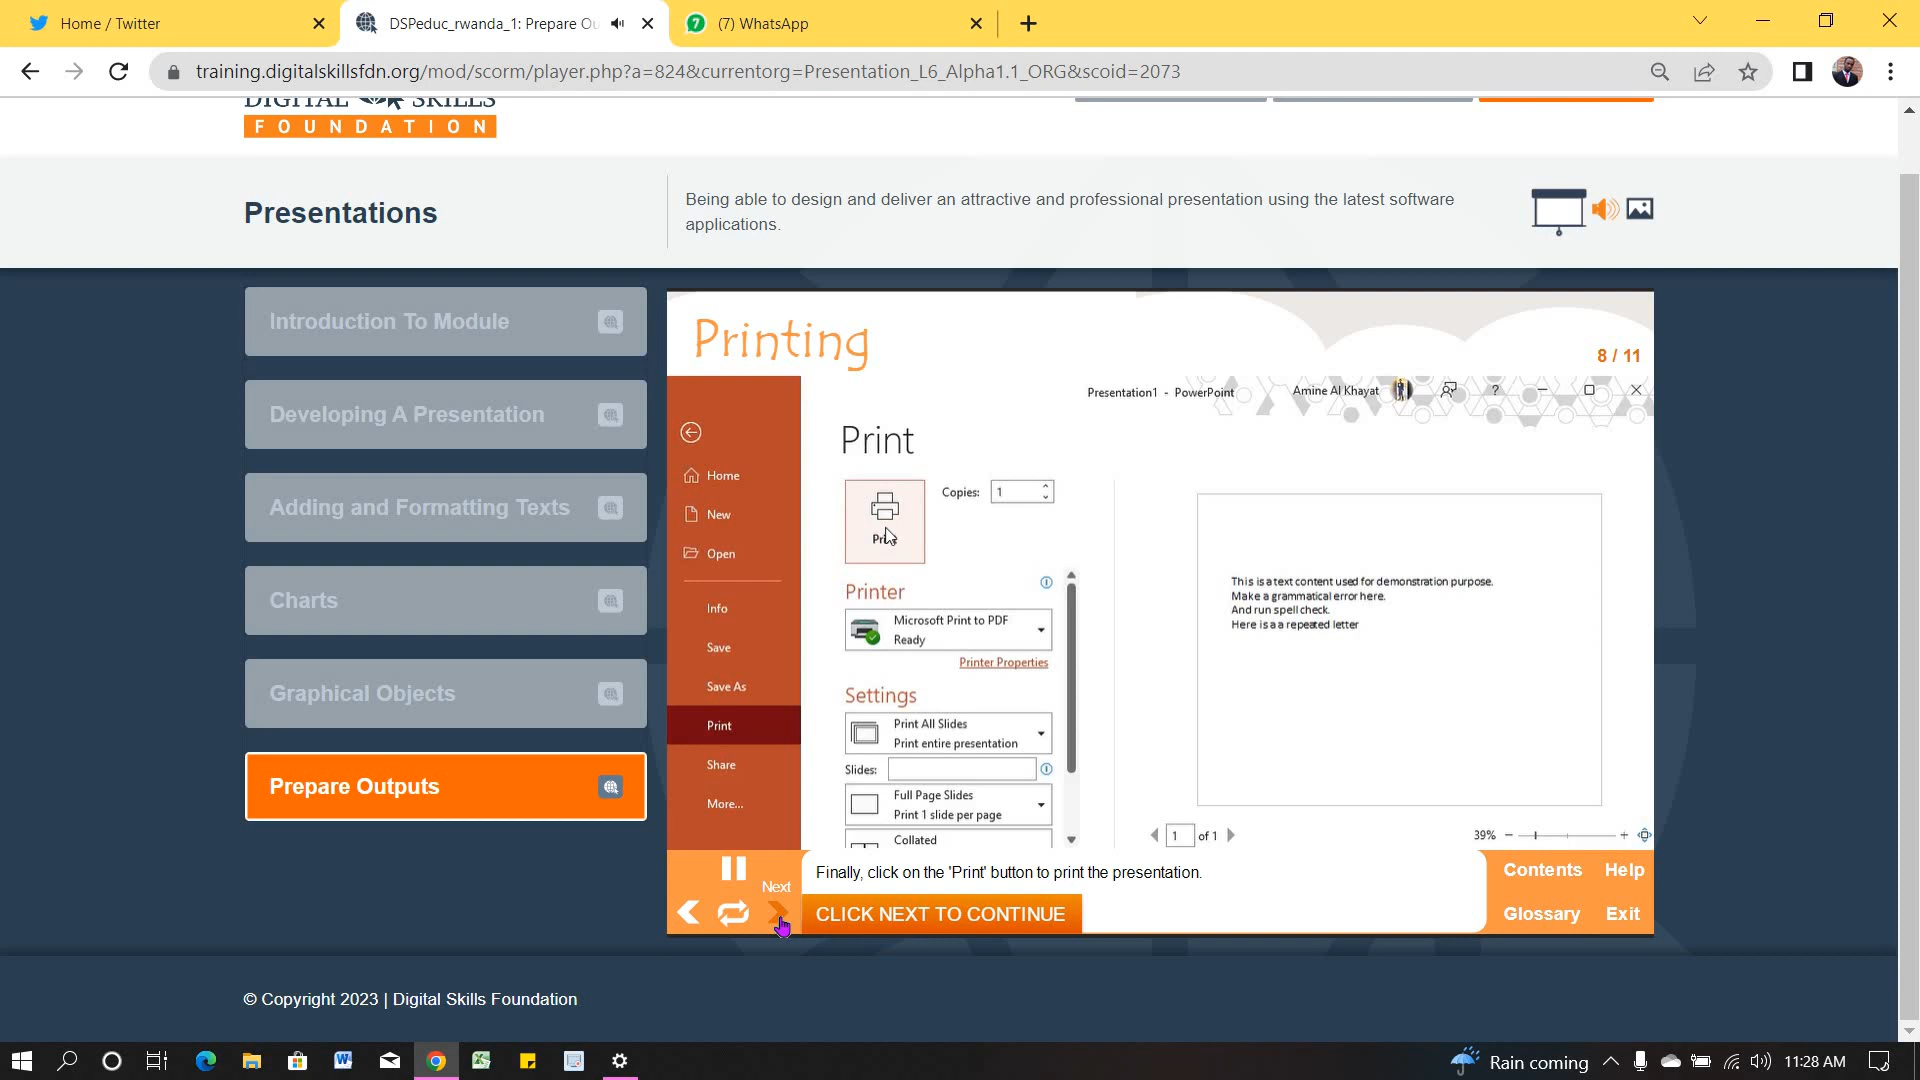 Home / Twitter
DSPeduc_rwanda_1: Prepare Ou
7
(7) WhatsApp
training.digitalskillsfdn.org/mod/scorm/player.php?a=824&currentorg=Presentation_L6_Alpha1.1_ORG&scoid=2073
DIGITAL SKILLS
FOUNDATION
Presentations
Being able to design and deliver an attractive and professional presentation using the latest software
applications.
Introduction To Module
Developing A Presentation
Adding and Formatting Texts
Charts
Graphical Objects
Prepare Outputs
Printing
8 / 11
Presentation1 - PowerPoint
Amine Al Khayat
?
Home
New
Open
Info
Save
Save As
Print
Share
More...
Print
Print
Copies: 1
Printer
Microsoft Print to PDF
Ready
Printer Properties
Settings
Print All Slides
Print entire presentation
Slides:
Full Page Slides
Print 1 slide per page
Collated
This is a text content used for demonstration purpose.
Make a grammatical error here.
And run spell check.
Here is a a repeated letter
1 of 1
39%
Next
Finally, click on the 'Print' button to print the presentation.
CLICK NEXT TO CONTINUE
Contents Help
Glossary Exit
© Copyright 2023 | Digital Skills Foundation
Rain coming
11:28 AM